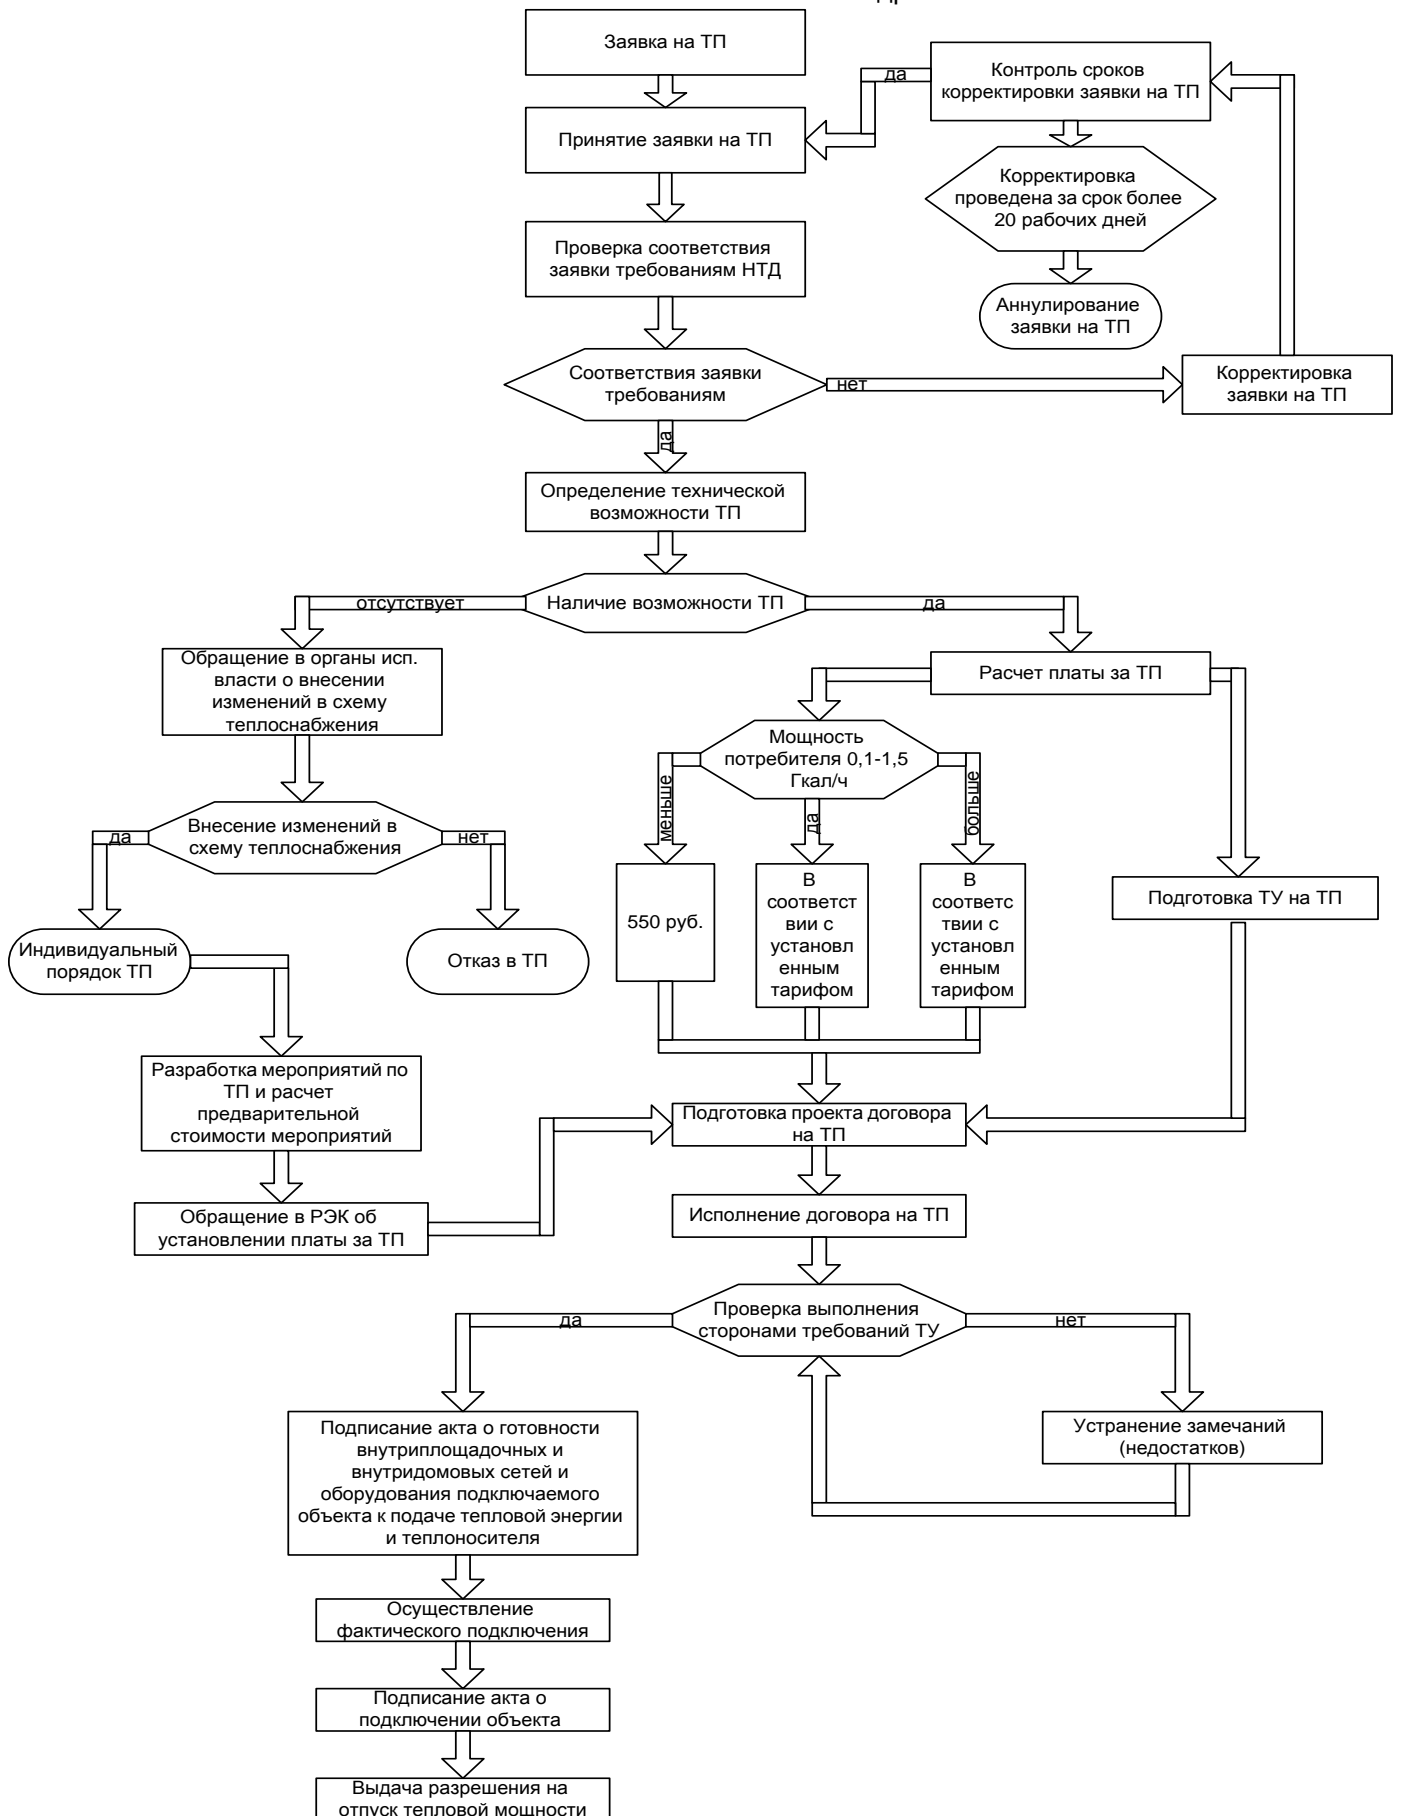 Заявка на ТП
Контроль сроков
корректировки заявки на ТП
да
Принятие заявки на ТП
Корректировка
проведена за срок более
20 рабочих дней
Проверка соответствия
заявки требованиям НТД
Аннулирование
заявки на ТП
Соответствия заявки
требованиям
нет
Корректировка
заявки на ТП
да
Определение технической
возможности ТП
отсутствует
Наличие возможности ТП
да
Обращение в органы исп.
власти о внесении
изменений в схему
теплоснабжения
Расчет платы за ТП
Мощность
потребителя 0,1-1,5
Гкал/ч
меньше
да
больше
Внесение изменений в
схему теплоснабжения
да
нет
550 руб.
В
соответст
вии с
установл
енным
тарифом
В
соответс
твии с
установл
енным
тарифом
Подготовка ТУ на ТП
Индивидуальный
порядок ТП
Отказ в ТП
Разработка мероприятий по
ТП и расчет
предварительной
стоимости мероприятий
Подготовка проекта договора
на ТП
Обращение в РЭК об
установлении платы за ТП
Исполнение договора на ТП
Проверка выполнения
сторонами требований ТУ
да
нет
Подписание акта о готовности
внутриплощадочных и
внутридомовых сетей и
оборудования подключаемого
объекта к подаче тепловой энергии
и теплоносителя
Устранение замечаний
(недостатков)
Осуществление
фактического подключения
Подписание акта о
подключении объекта
Выдача разрешения на
отпуск тепловой мощности